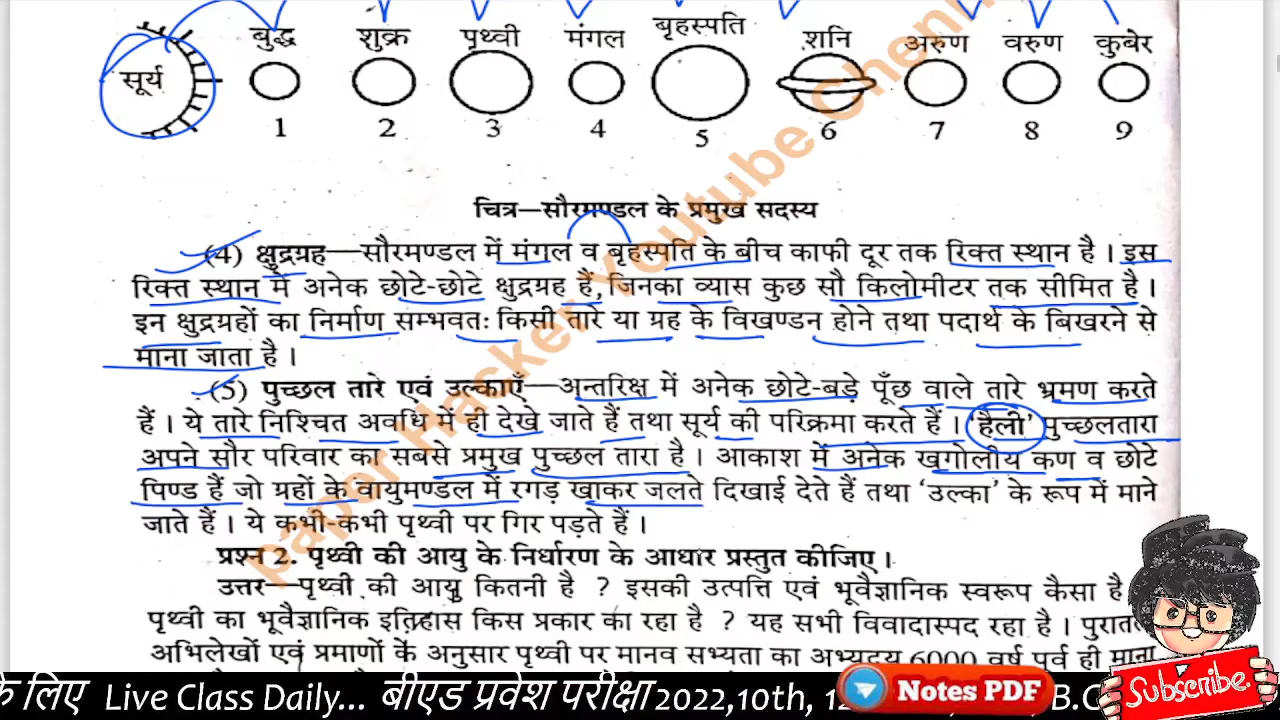 सूर्य बुद्ध शुक्र पृथ्वी मंगल बृहस्पति शनि अरुण वरुण कुबेर
1 2 3 4 5 6 7 8 9
चित्र—सौरमण्डल के प्रमुख सदस्य
(4) क्षुद्रग्रह—सौरमण्डल में मंगल व बृहस्पति के बीच काफी दूर तक रिक्त स्थान है। इस
रिक्त स्थान में अनेक छोटे-छोटे क्षुद्रग्रह हैं, जिनका व्यास कुछ सौ किलोमीटर तक सीमित है।
इन क्षुद्रग्रहों का निर्माण सम्भवतः किसी तारे या ग्रह के विखण्डन होने तथा पदार्थ के बिखरने से
माना जाता है।
(5) पुच्छल तारे एवं उल्काएँ—अन्तरिक्ष में अनेक छोटे-बड़े पूँछ वाले तारे भ्रमण करते
हैं। ये तारे निश्चित अवधि में ही देखे जाते हैं तथा सूर्य की परिक्रमा करते हैं। ‘हैली’ पुच्छलतारा
अपने सौर परिवार का सबसे प्रमुख पुच्छल तारा है। आकाश में अनेक खगोलीय कण व छोटे
पिण्ड हैं जो ग्रहों के वायुमण्डल में रगड़ खाकर जलते दिखाई देते हैं तथा ‘उल्का’ के रूप में माने
जाते हैं। ये कभी-कभी पृथ्वी पर गिर पड़ते हैं।
प्रश्न 2. पृथ्वी की आयु के निर्धारण के आधार प्रस्तुत कीजिए।
उत्तर—पृथ्वी की आयु कितनी है ? इसकी उत्पत्ति एवं भूवैज्ञानिक स्वरूप कैसा है
पृथ्वी का भूवैज्ञानिक इतिहास किस प्रकार का रहा है ? यह सभी विवादास्पद रहा है।
अभिलेखों एवं प्रमाणों के अनुसार पृथ्वी पर मानव सभ्यता का अभ्युदय 6000 वर्ष पूर्व ही माना
paper Hacker Youtube
के लिए Live Class Daily... बीएड प्रवेश परीक्षा 2022,10th,
Notes PDF
Subscribe